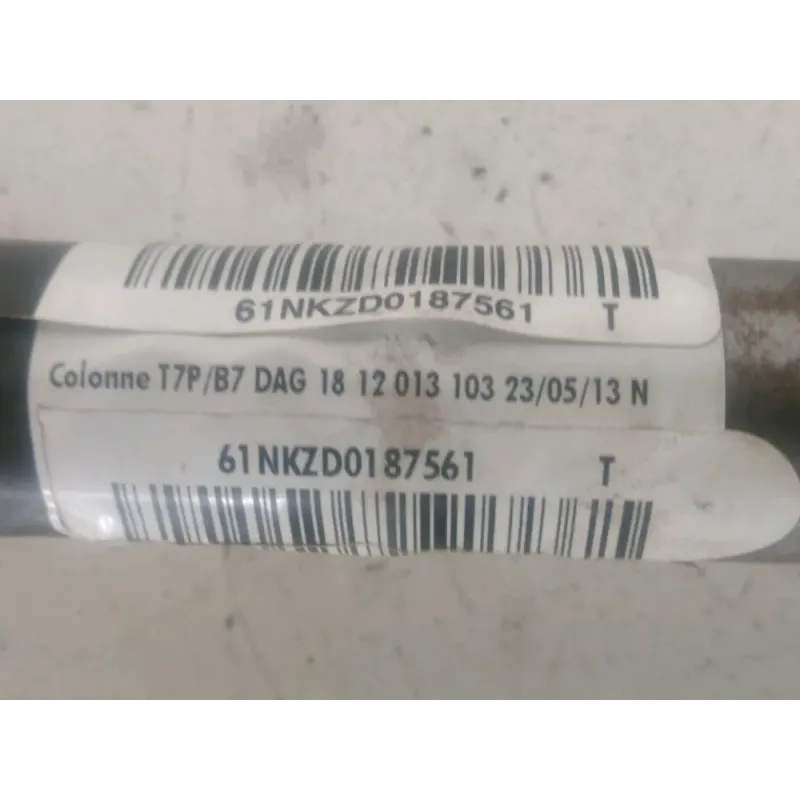 61NKZD0187561 T
Colonne T7P/B7 DAG 18 12 013 103 23/05/13 N
61NKZD0187561 T